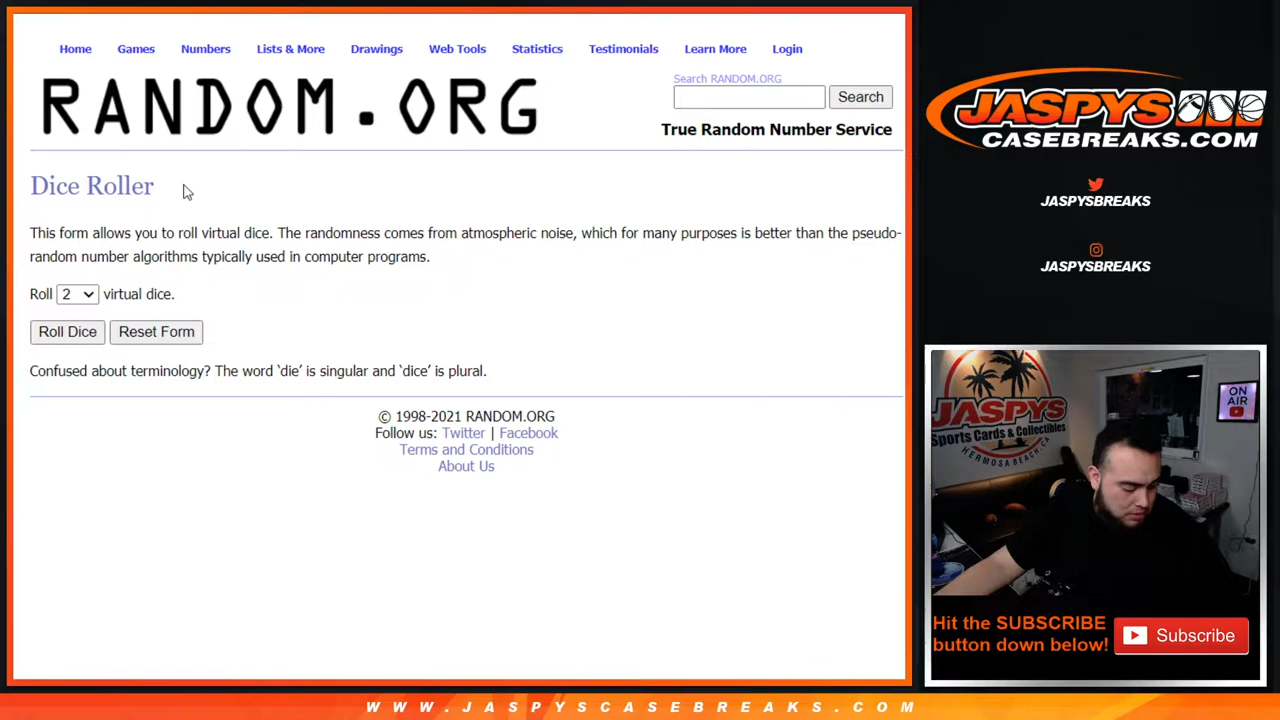 Home Games Numbers Lists & More Drawings Web Tools Statistics Testimonials Learn More Login
RANDOM.ORG
Search RANDOM.ORG
Search
True Random Number Service
Dice Roller
This form allows you to roll virtual dice. The randomness comes from atmospheric noise, which for many purposes is better than the pseudo-
random number algorithms typically used in computer programs.
Roll 2 virtual dice.
Roll Dice Reset Form
Confused about terminology? The word ‘die’ is singular and ‘dice’ is plural.
© 1998-2021 RANDOM.ORG
Follow us: Twitter | Facebook
Terms and Conditions
About Us
JASPYS
CASEBREAKS.COM
JASPYSBREAKS
JASPYSBREAKS
JASPYS
Sports Cards & Collectibles
HERMOSA BEACH, CA
ON
AIR
Hit the SUBSCRIBE
button down below!
Subscribe
WWW.JASPYSCASEBREAKS.COM